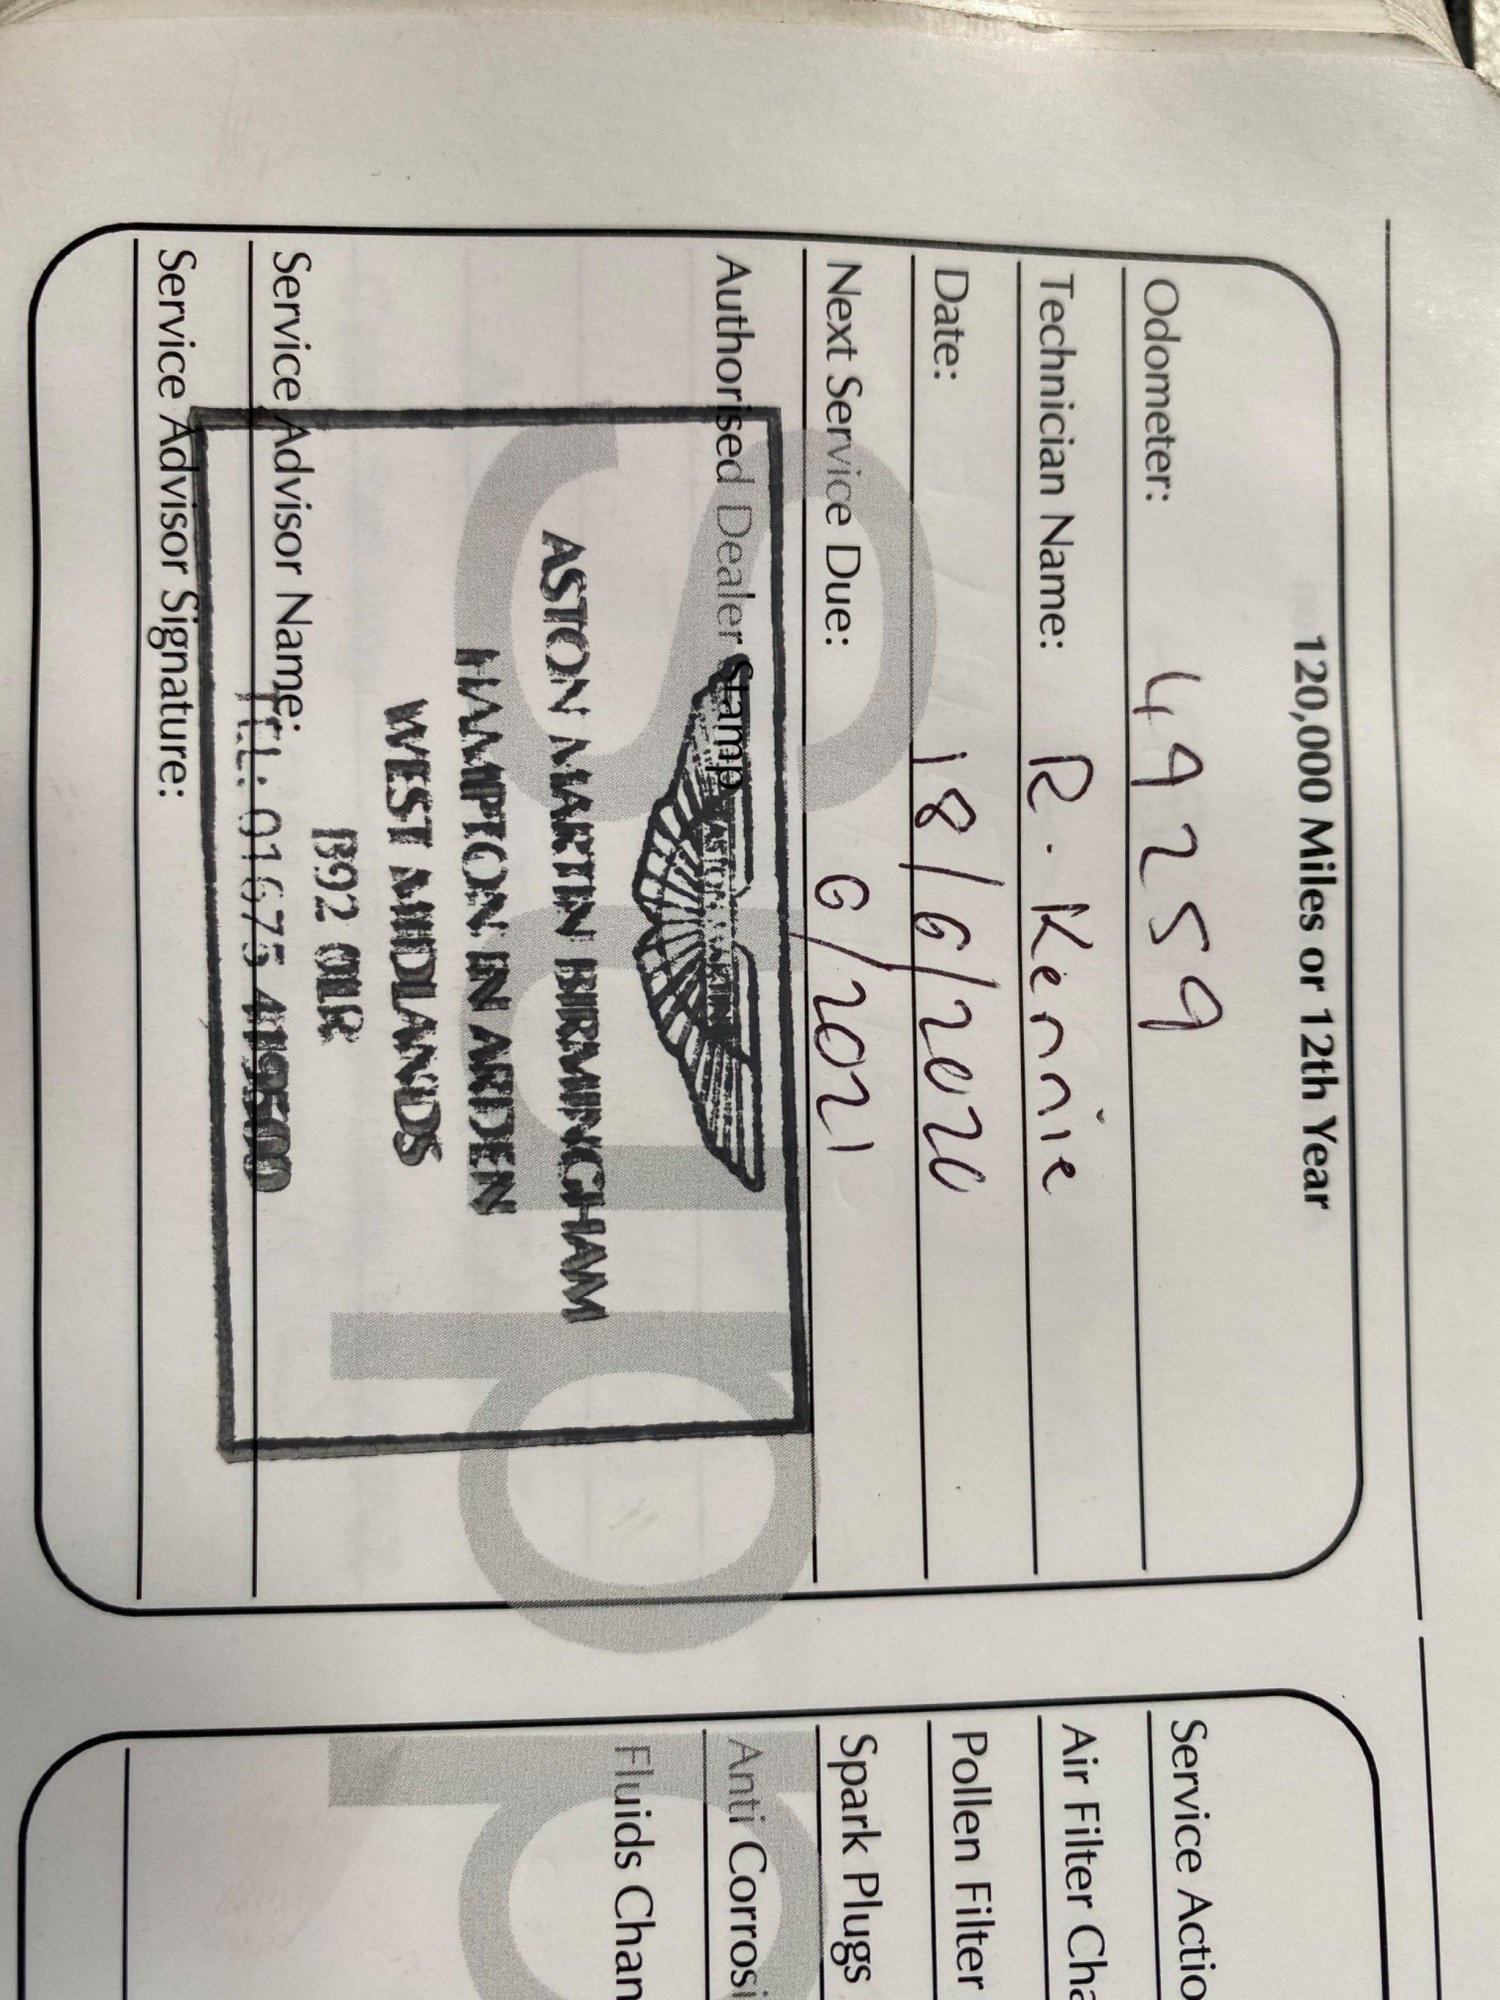 120,000 Miles or 12th Year
Odometer: 49259
Technician Name: R. Kennie
Date: 18/6/2020
Next Service Due: 6/2021
Authorised Dealer Stamp
ASTON MARTIN
ASTON MARTIN BIRMINGHAM
HAMPTON IN ARDEN
WEST MIDLANDS
B92 0LR
TEL: 01675 419500
Service Advisor Name:
Service Advisor Signature:
Service Actio
Air Filter Cha
Pollen Filter
Spark Plugs
Anti Corrosi
Fluids Chan